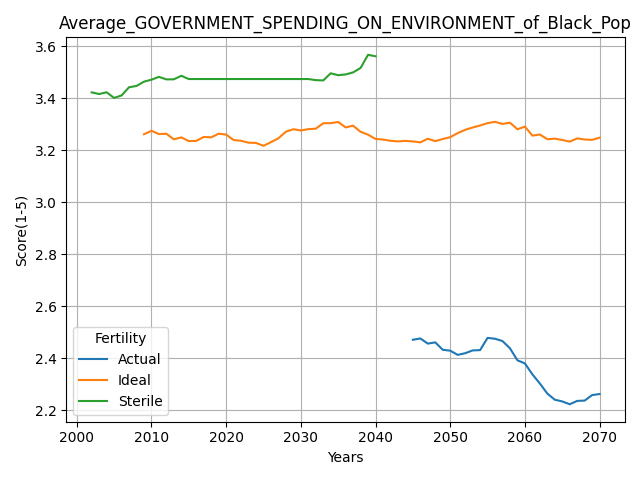 Average_GOVERNMENT_SPENDING_ON_ENVIRONMENT_of_Black_Pop
3.6
3.4
3.2
3.0
2.8
2.6
2.4
2.2
Score(1-5)
Fertility
Actual
Ideal
Sterile
2000 2010 2020 2030 2040 2050 2060 2070
Years